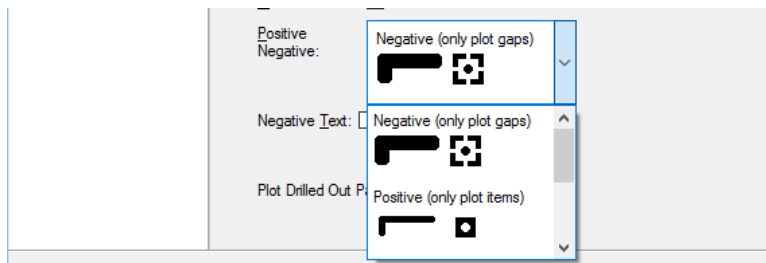 Positive
Negative:
Negative (only plot gaps)
Negative Text:
Negative (only plot gaps)
Plot Drilled Out
Positive (only plot items)